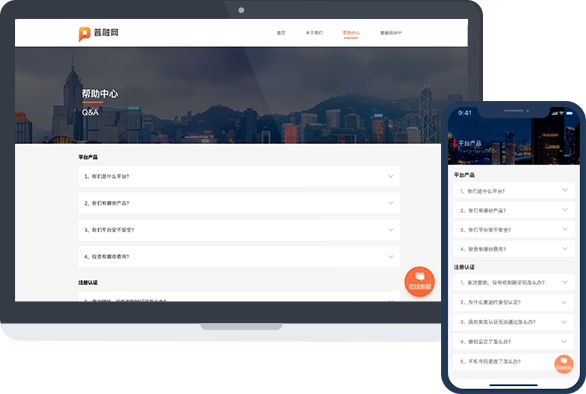 普融网
首页 关于我们 帮助中心 普融网APP
帮助中心
Q&A
平台产品
1、你们是什么平台?
2、你们有哪些产品?
3、你们平台安不安全?
4、投资有哪些费用?
注册认证
在线客服
9:41
平台产品
平台产品
1、你们是什么平台?
2、你们有哪些产品?
3、你们平台安不安全?
4、投资有哪些费用?
注册认证
1、首次登陆, 没有收到验证码怎么办?
2、为什么要进行身份认证?
3、我的实名认证无法通过怎么办?
4、密码忘记了怎么办?
5、手机号码更改了怎么办?
在线客服